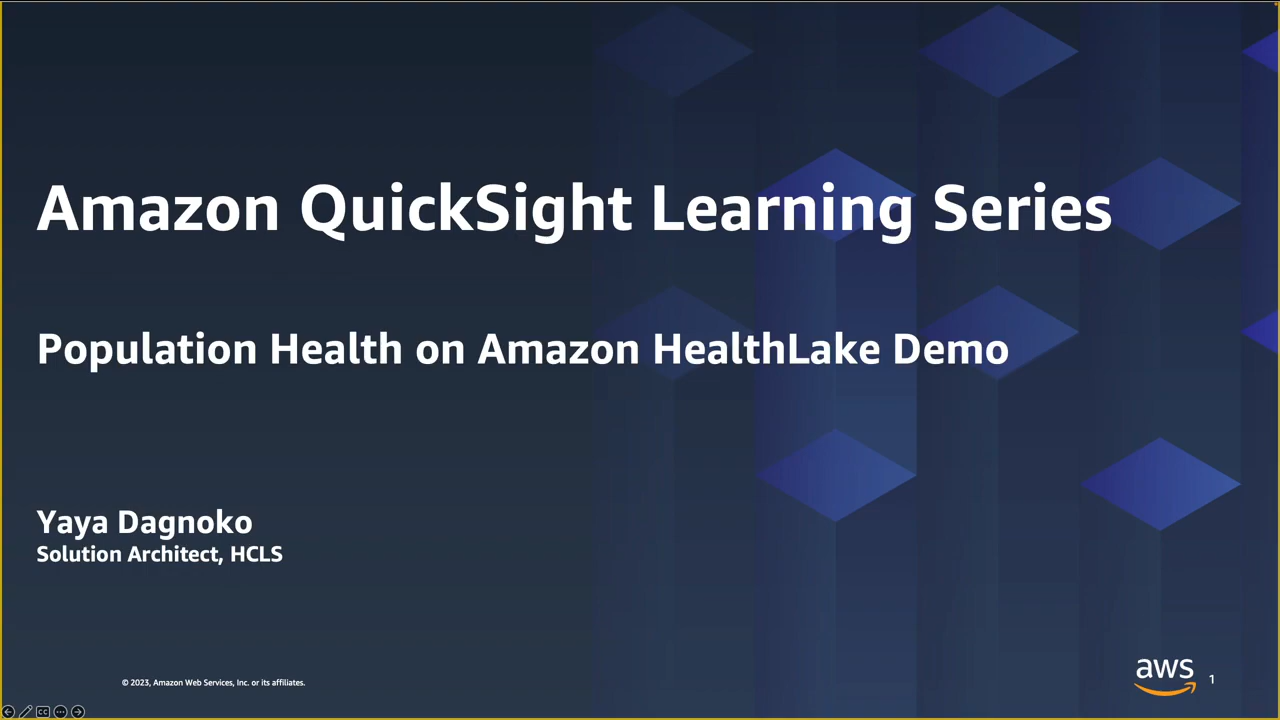 Amazon QuickSight Learning Series
Population Health on Amazon HealthLake Demo
Yaya Dagnoko
Solution Architect, HCLS
© 2023, Amazon Web Services, Inc. or its affiliates.
aws
1
CC